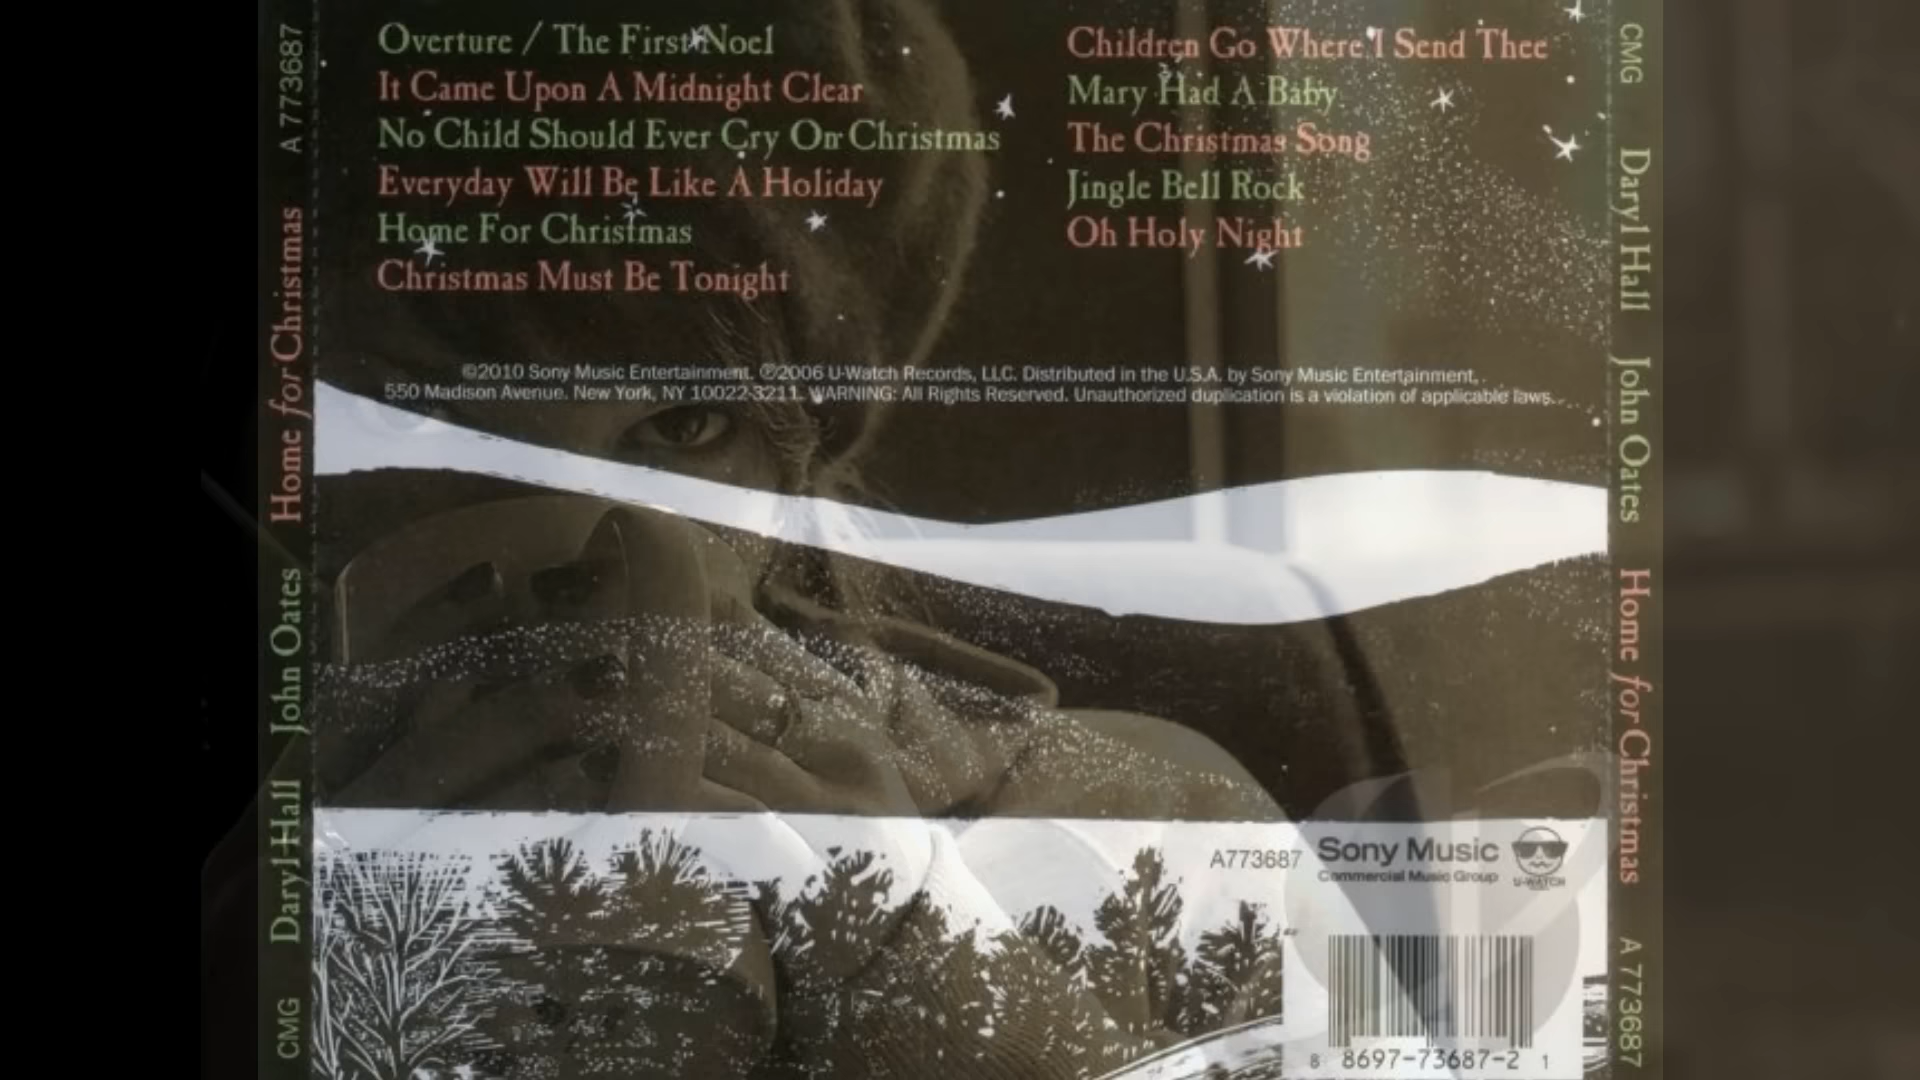 Overture / The First Noel
It Came Upon A Midnight Clear
No Child Should Ever Cry On Christmas
Everyday Will Be Like A Holiday
Home For Christmas
Christmas Must Be Tonight
Children Go Where I Send Thee
Mary Had A Baby
The Christmas Song
Jingle Bell Rock
Oh Holy Night
©2010 Sony Music Entertainment. ℗2006 U-Watch Records, LLC. Distributed in the U.S.A. by Sony Music Entertainment,
550 Madison Avenue. New York, NY 10022-3211. WARNING: All Rights Reserved. Unauthorized duplication is a violation of applicable laws.
CMG Daryl Hall John Oates Home for Christmas A 773687
CMG Daryl Hall John Oates Home for Christmas A 773687
A773687 Sony Music
Commercial Music Group
U-WATCH
8 8697-73687-2 1